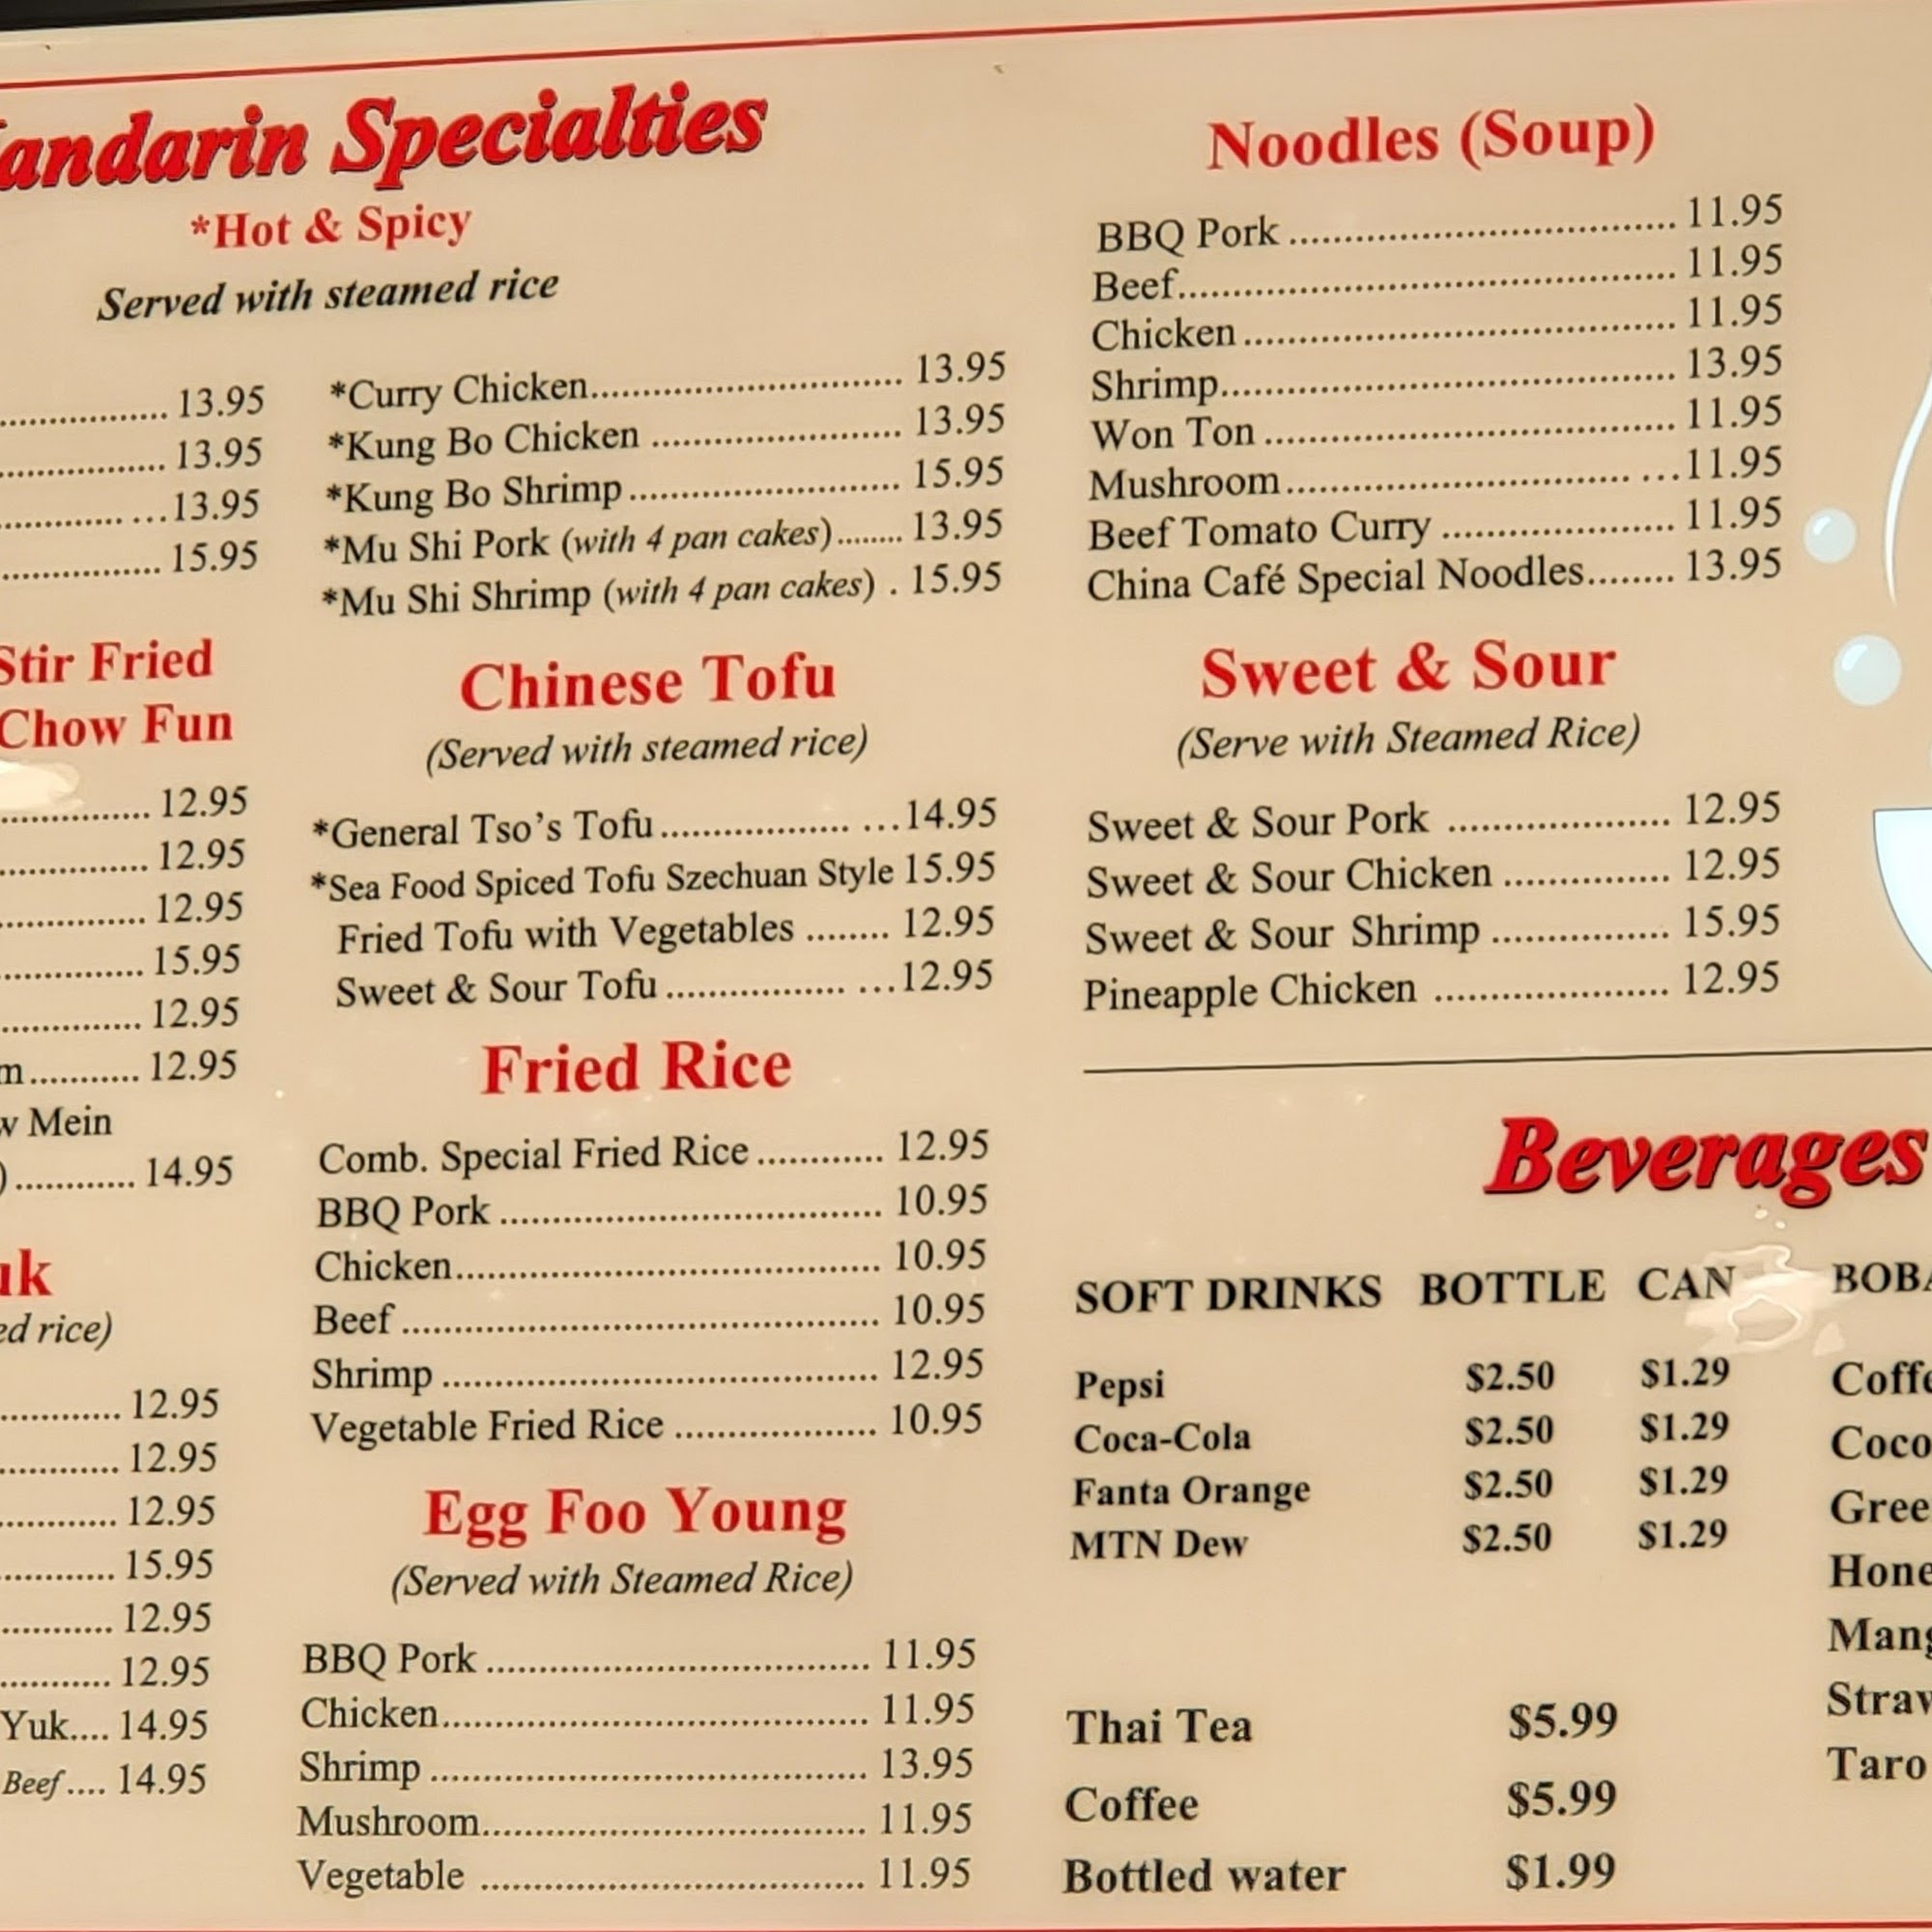 Mandarin Specialties
*Hot & Spicy
Served with steamed rice
13.95
13.95
13.95
15.95
*Curry Chicken 13.95
*Kung Bo Chicken 13.95
*Kung Bo Shrimp 15.95
*Mu Shi Pork (with 4 pan cakes) 13.95
*Mu Shi Shrimp (with 4 pan cakes) 15.95
Stir Fried
Chow Fun
12.95
12.95
12.95
15.95
12.95
12.95
Mein
14.95
rice)
12.95
12.95
12.95
15.95
12.95
12.95
Yuk.... 14.95
Beef.... 14.95
Chinese Tofu
(Served with steamed rice)
*General Tso's Tofu 14.95
*Sea Food Spiced Tofu Szechuan Style 15.95
Fried Tofu with Vegetables 12.95
Sweet & Sour Tofu 12.95
Fried Rice
Comb. Special Fried Rice 12.95
BBQ Pork 10.95
Chicken 10.95
Beef 10.95
Shrimp 12.95
Vegetable Fried Rice 10.95
Egg Foo Young
(Served with Steamed Rice)
BBQ Pork 11.95
Chicken 11.95
Shrimp 13.95
Mushroom 11.95
Vegetable 11.95
Noodles (Soup)
BBQ Pork 11.95
Beef 11.95
Chicken 11.95
Shrimp 13.95
Won Ton 11.95
Mushroom 11.95
Beef Tomato Curry 11.95
China Café Special Noodles 13.95
Sweet & Sour
(Serve with Steamed Rice)
Sweet & Sour Pork 12.95
Sweet & Sour Chicken 12.95
Sweet & Sour Shrimp 15.95
Pineapple Chicken 12.95
Beverages
SOFT DRINKS BOTTLE CAN
Pepsi $2.50 $1.29
Coca-Cola $2.50 $1.29
Fanta Orange $2.50 $1.29
MTN Dew $2.50 $1.29
Thai Tea $5.99
Coffee $5.99
Bottled water $1.99
BOBA
Taro